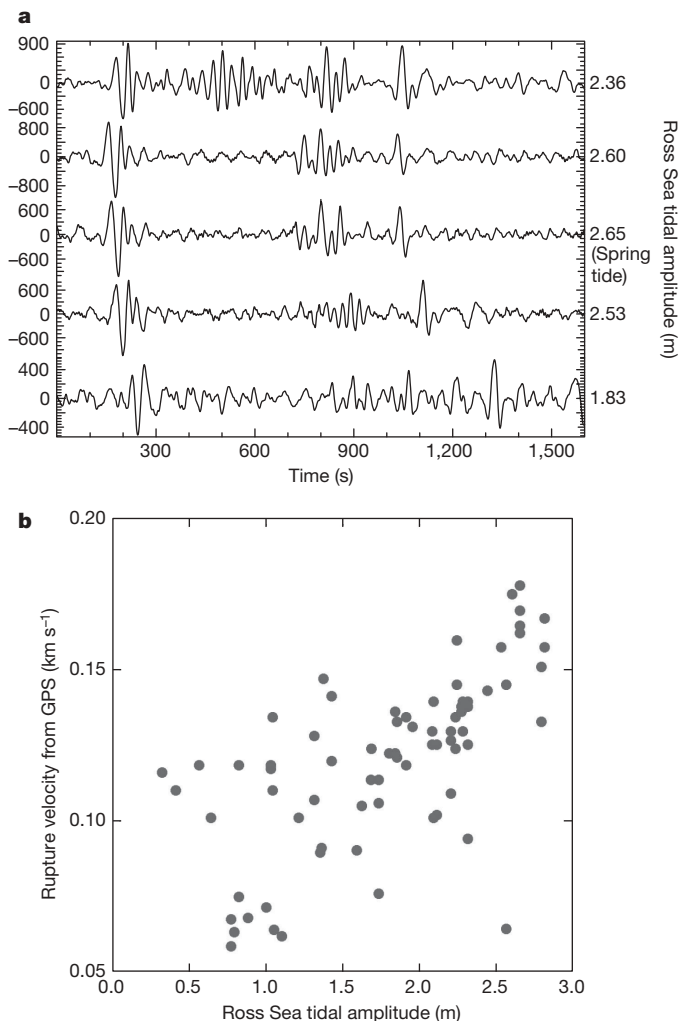 a
900
0
−600
2.36
800
0
−800
2.60
600
0
−600
2.65
(Spring
tide)
600
0
−600
2.53
400
0
−400
1.83
Ross Sea tidal amplitude (m)
300 600 900 1,200 1,500
Time (s)
b
0.20
0.15
0.10
0.05
Rupture velocity from GPS (km s⁻¹)
0.0 0.5 1.0 1.5 2.0 2.5 3.0
Ross Sea tidal amplitude (m)